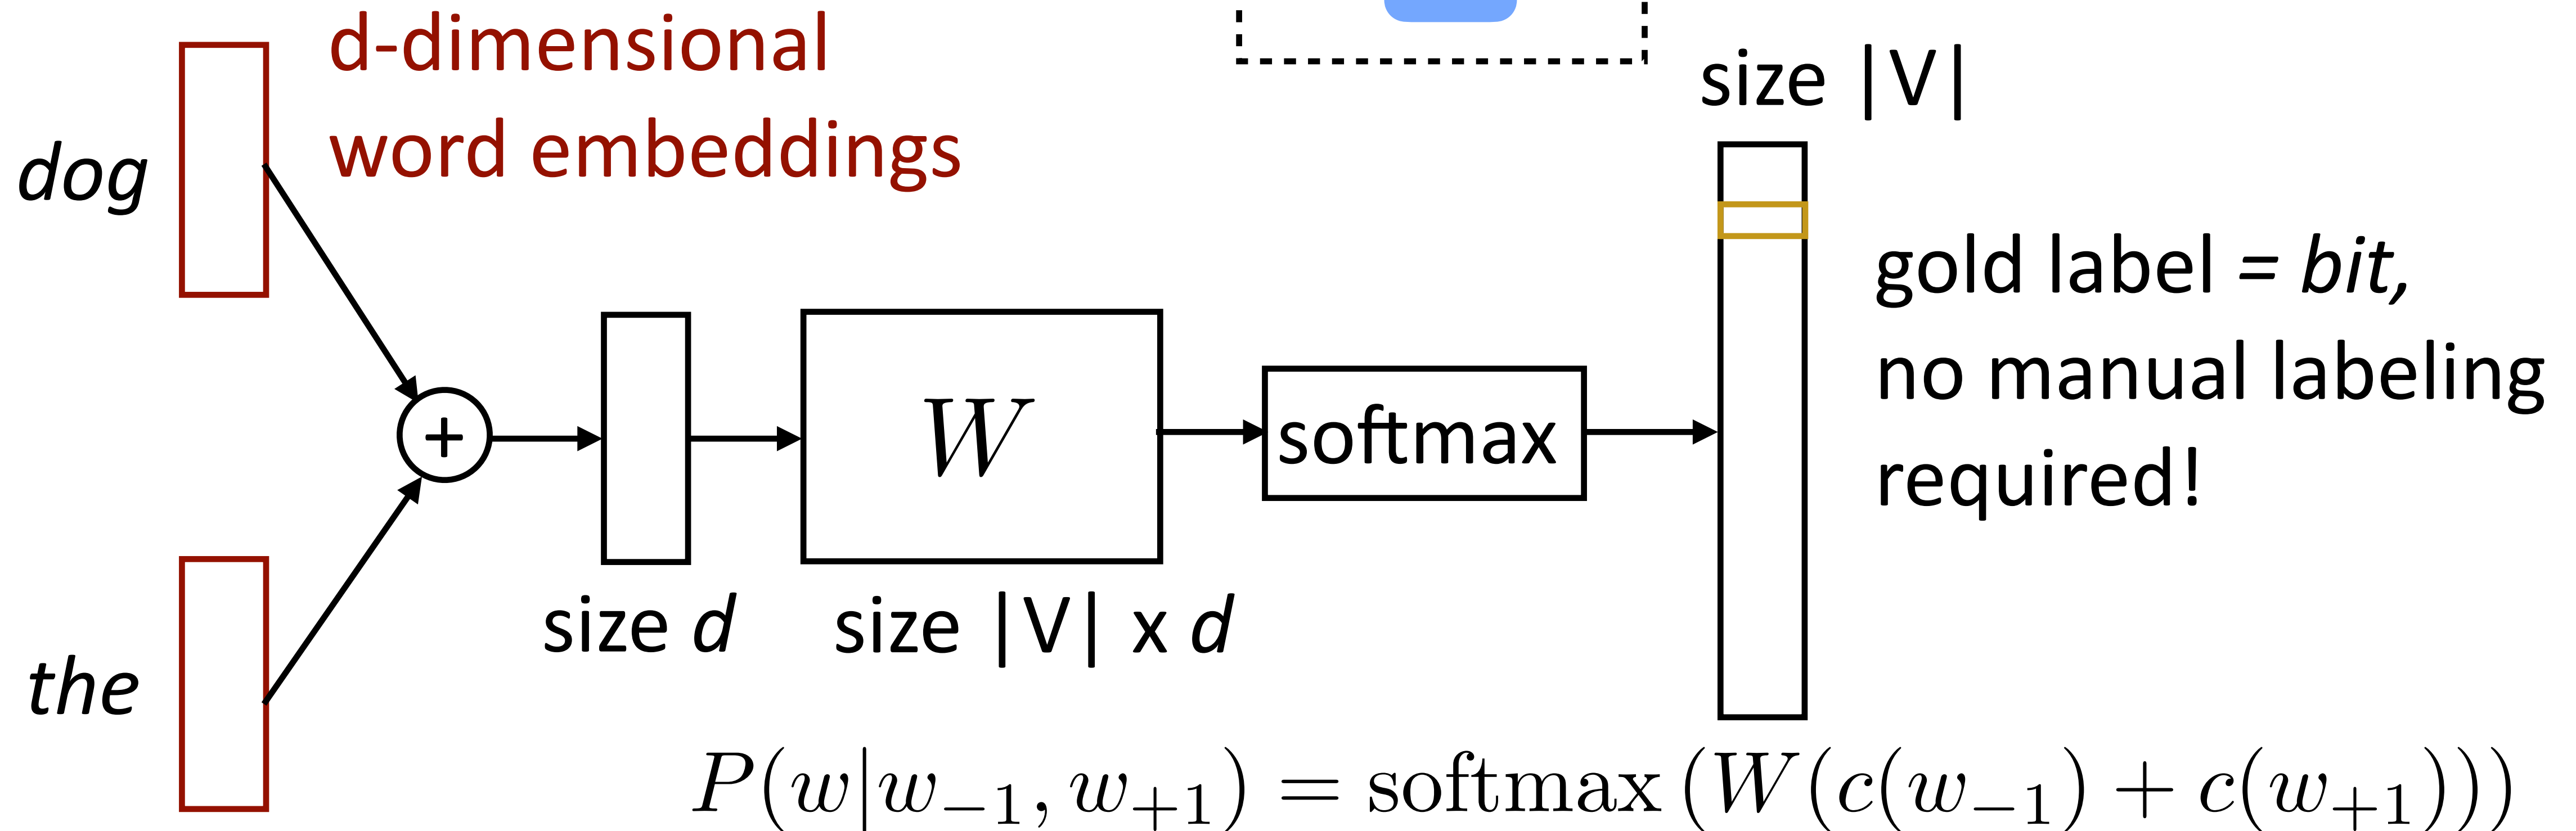 d-dimensional
word embeddings
size |V|
dog
gold label = bit,
no manual labeling
required!
+
W
softmax
size d
size |V| x d
the
P(w|w₋₁, w₊₁) = softmax (W(c(w₋₁) + c(w₊₁)))